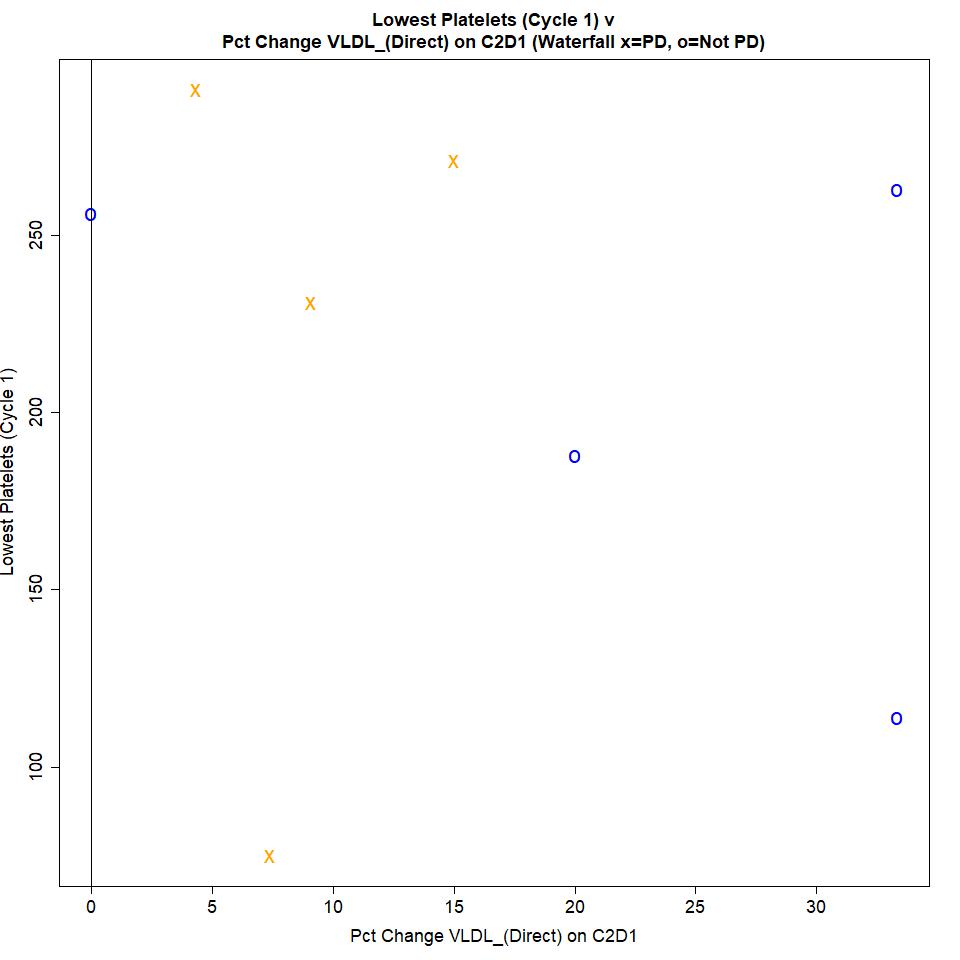 Lowest Platelets (Cycle 1) v
Pct Change VLDL_(Direct) on C2D1 (Waterfall x=PD, o=Not PD)
Lowest Platelets (Cycle 1)
250
200
150
100
X
X
O
O
X
O
O
X
0 5 10 15 20 25 30
Pct Change VLDL_(Direct) on C2D1